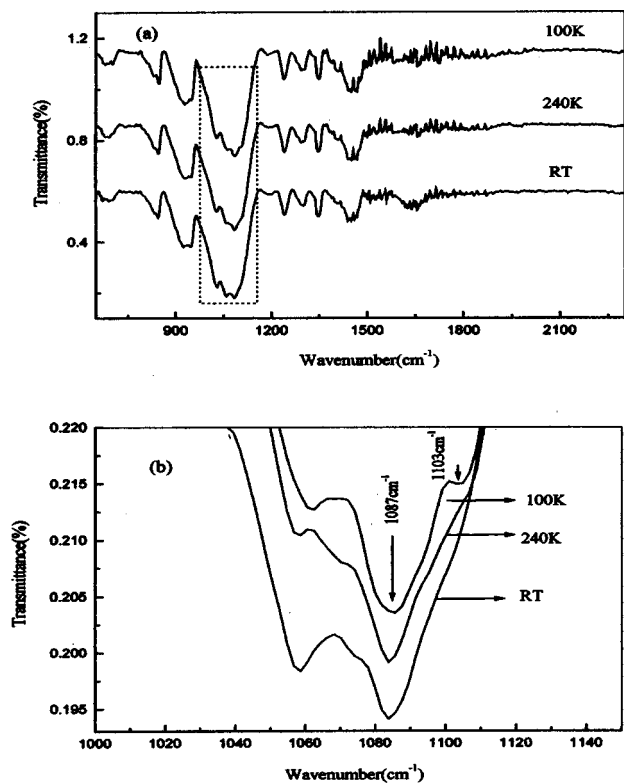 (a)
100K
240K
RT
1.2
0.8
0.4
Transmittance(%)
900 1200 1500 1800 2100
Wavenumber(cm⁻¹)
(b)
1087cm⁻¹
1103cm⁻¹
100K
240K
RT
0.220
0.215
0.210
0.205
0.200
0.195
Transmittance(%)
1000 1020 1040 1060 1080 1100 1120 1140
Wavenumber(cm⁻¹)